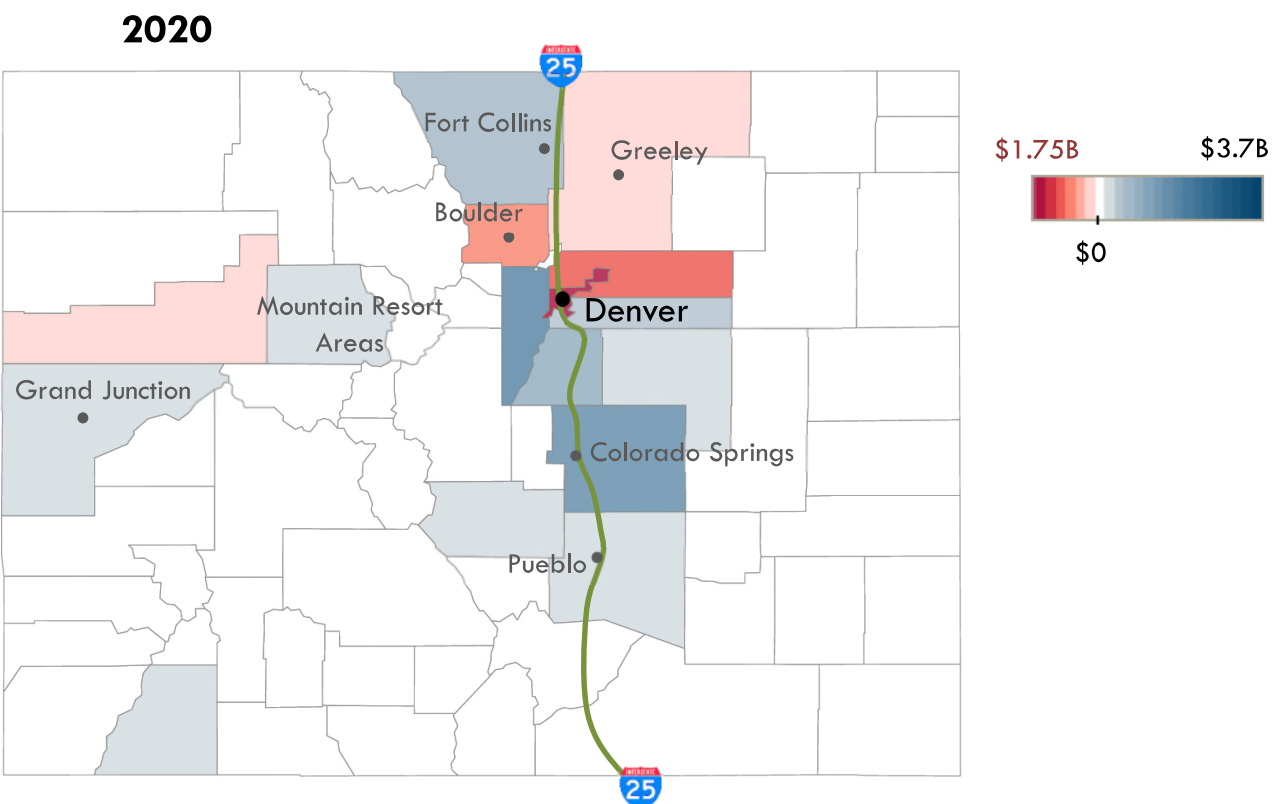 2020
INTERSTATE
25
Fort Collins
Greeley
$1.75B
$3.7B
Boulder
$0
Mountain Resort
Areas
Denver
Grand Junction
Colorado Springs
Pueblo
INTERSTATE
25